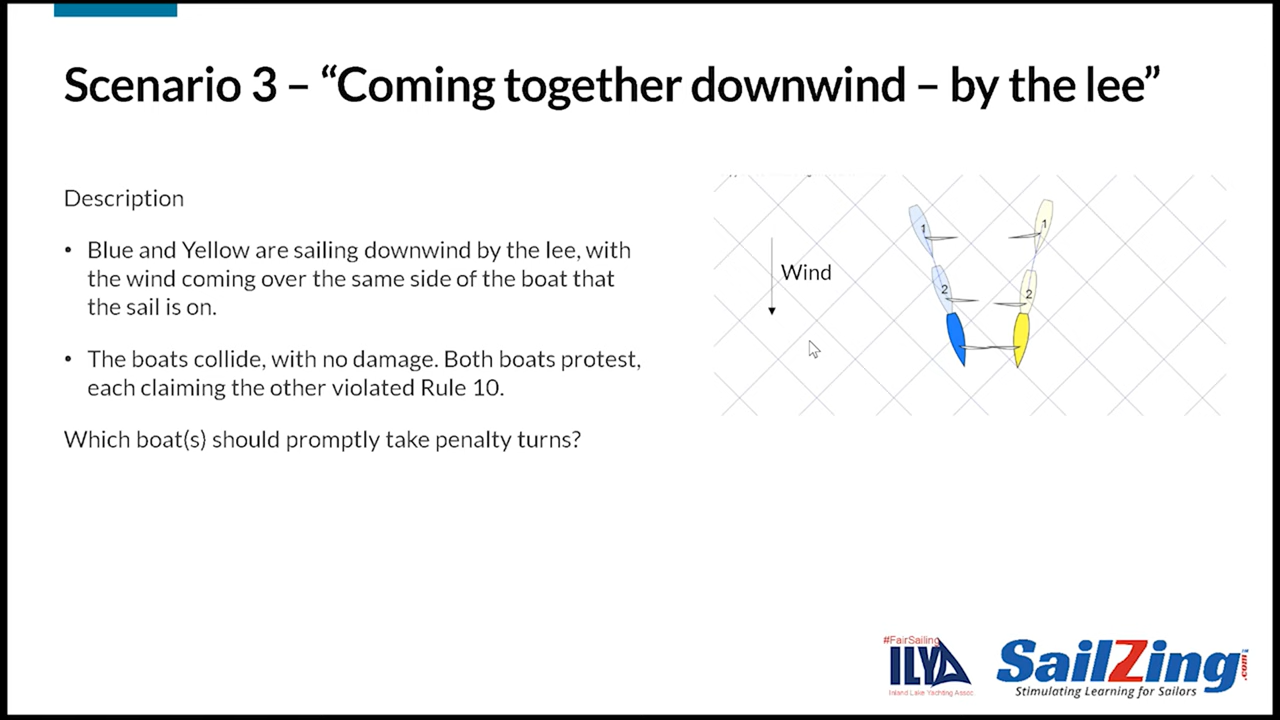 Scenario 3 – “Coming together downwind – by the lee”
Description
• Blue and Yellow are sailing downwind by the lee, with
the wind coming over the same side of the boat that
the sail is on.
• The boats collide, with no damage. Both boats protest,
each claiming the other violated Rule 10.
Which boat(s) should promptly take penalty turns?
Wind
1
1
2
2
#FairSailing
ILYA
Inland Lake Yachting Assoc
SailZing
.com™
Stimulating Learning for Sailors